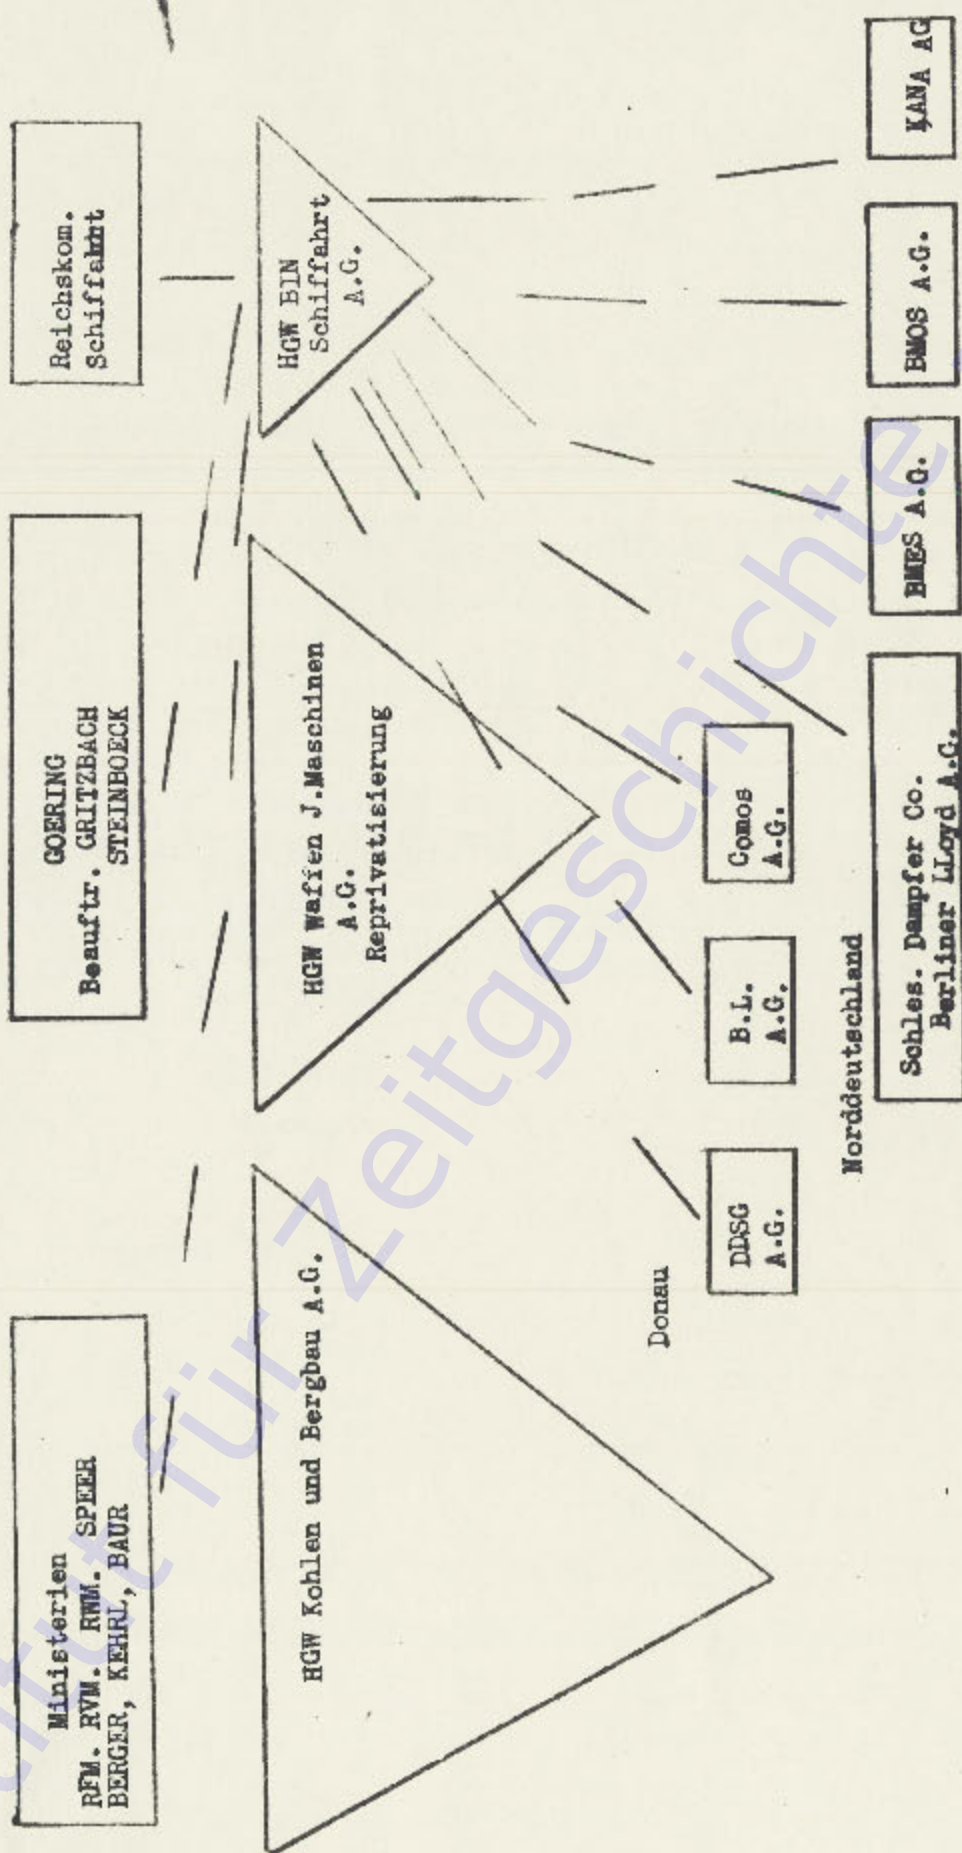 Ministerien
RFM. RVM. RWM. SPEER
BERGER, KEHRL, BAUR
GOERING
Beauftr. GRITZBACH
STEINBOECK
Reichskom.
Schiffahrt
HGW Kohlen und Bergbau A.G.
HGW Waffen J.Maschinen
A.G.
Reprivatisierung
HGW BIN
Schiffahrt
A.G.
Donau
DDSG
A.G.
B.L.
A.G.
Comos
A.G.
Norddeutschland
Schles. Dampfer Co.
Berliner LLoyd A.G.
BMES A.G.
BMOS A.G.
KANA AG
für Zeitgeschichte